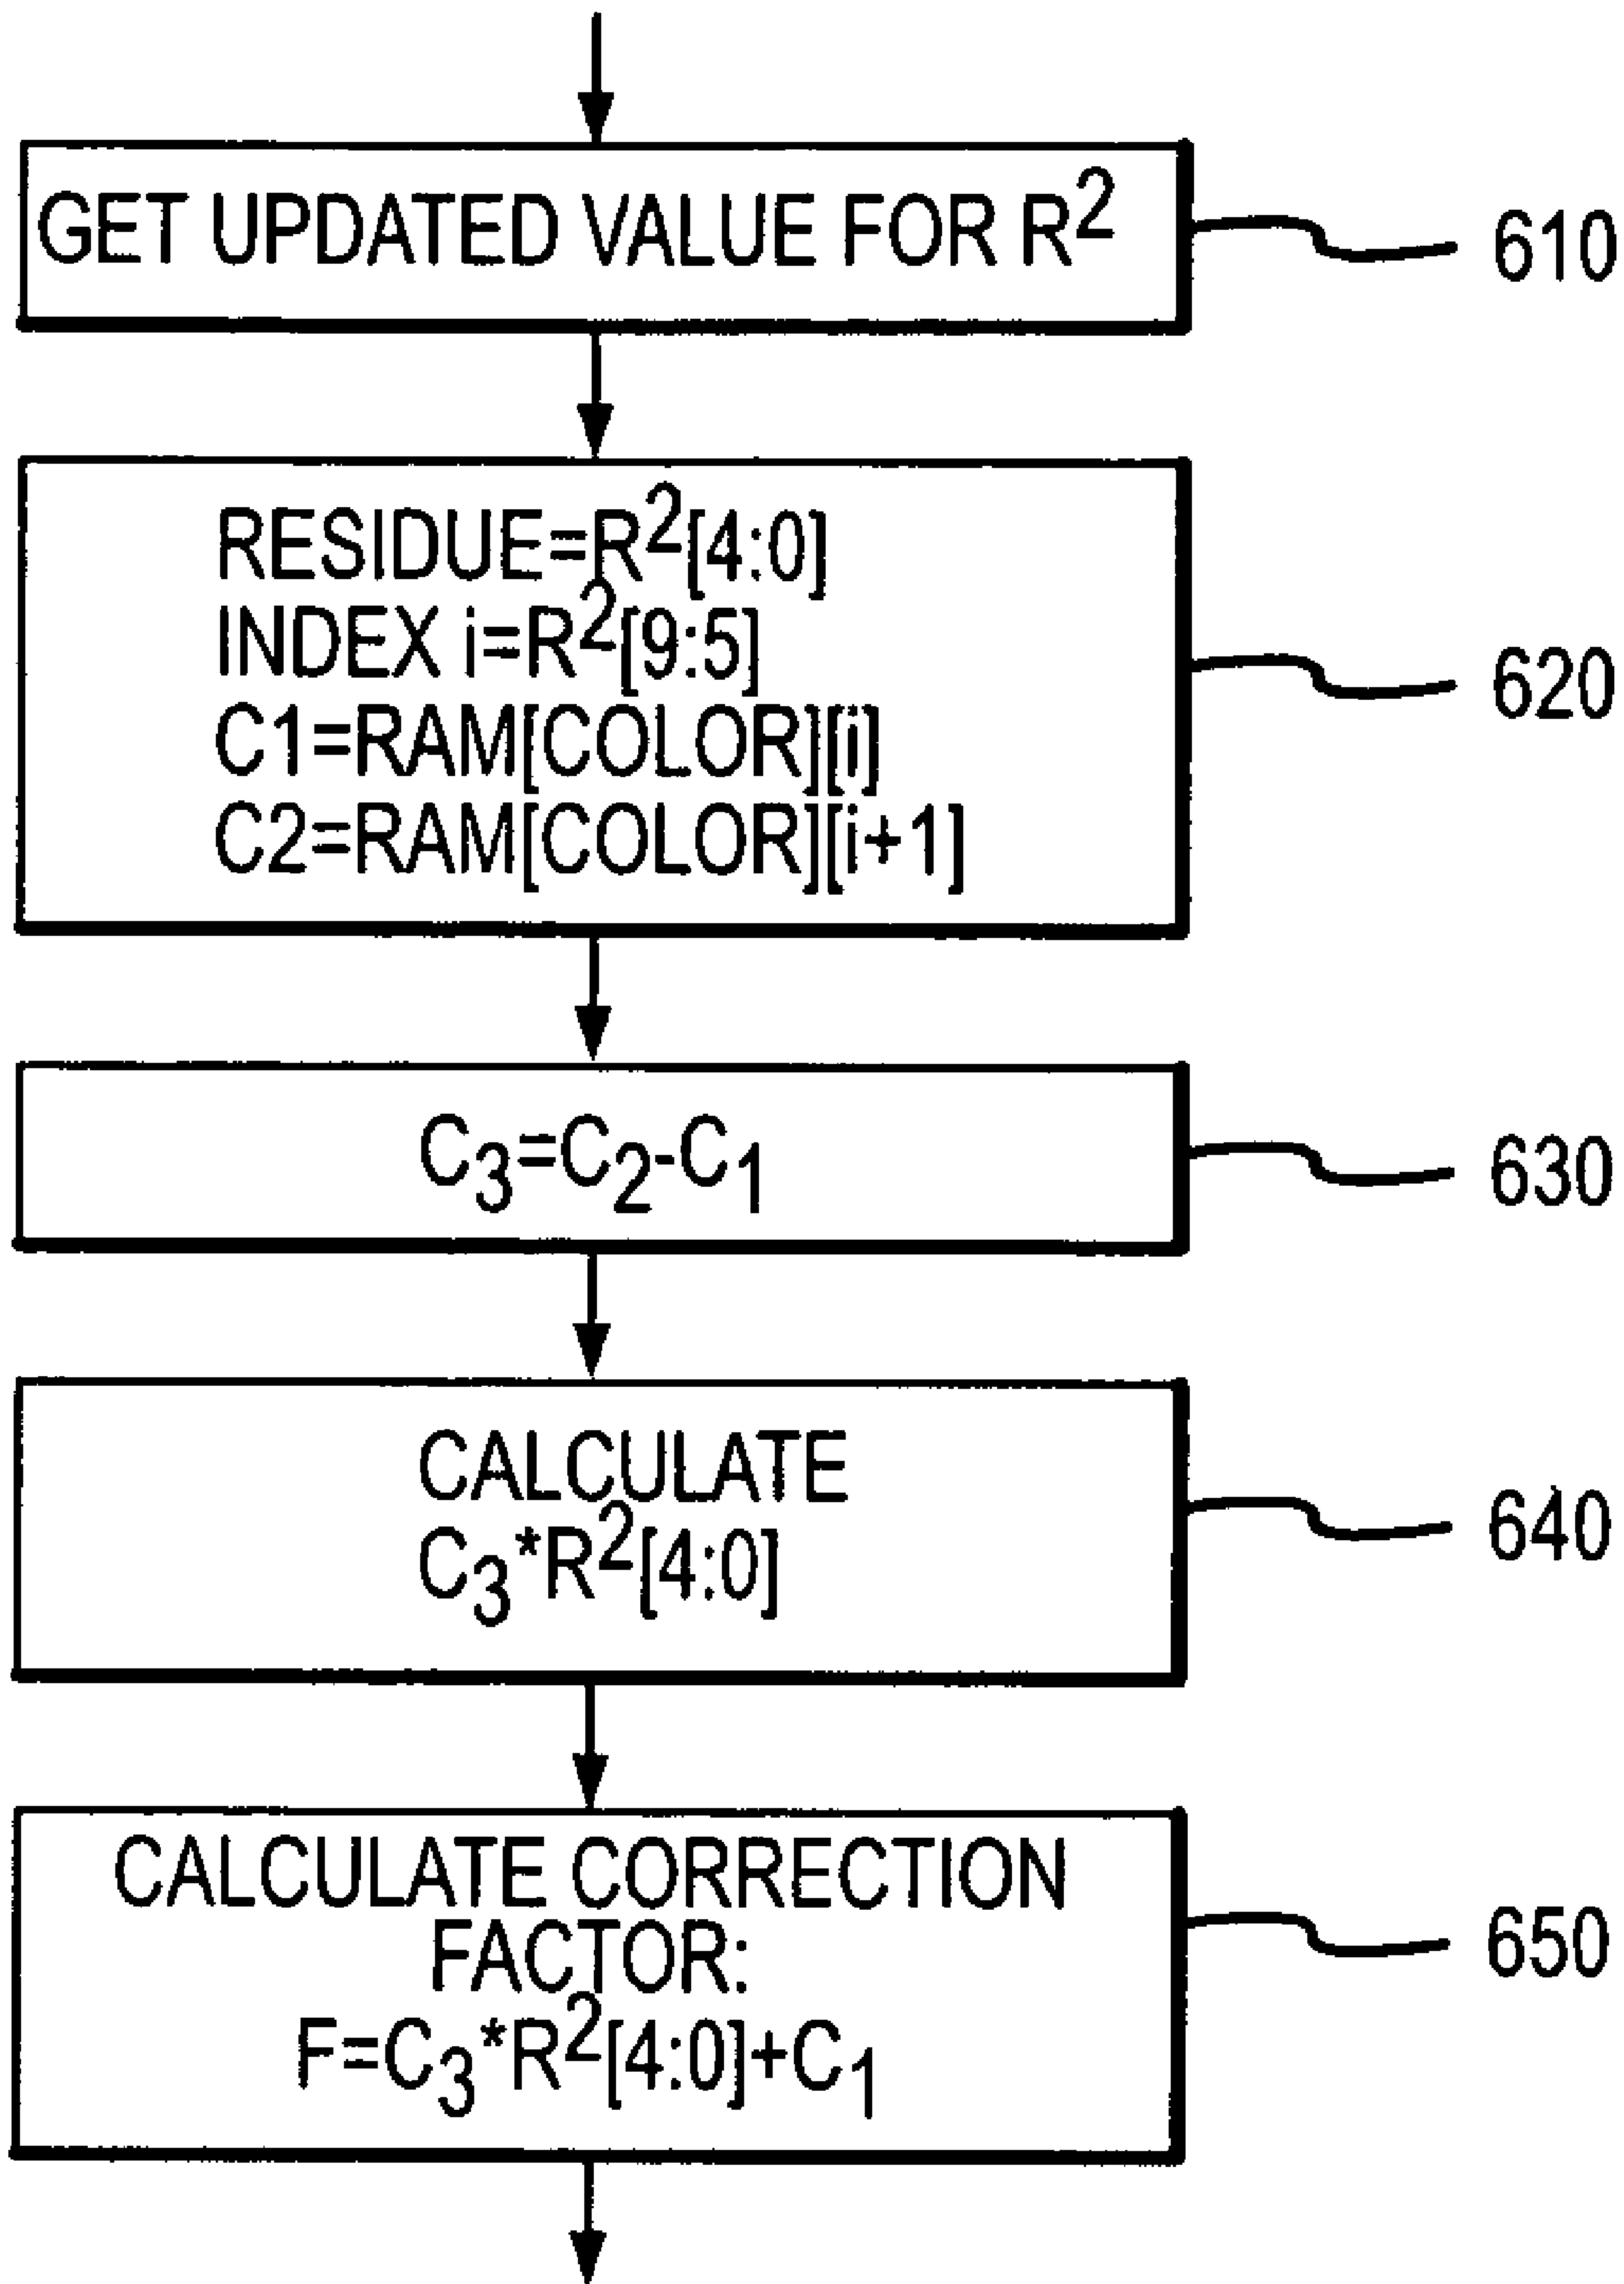 GET UPDATED VALUE FOR R²
610
RESIDUE=R²[4:0]
INDEX i=R²[9:5]
C1=RAM[COLOR][i]
C2=RAM[COLOR][i+1]
620
C₃=C₂-C₁
630
CALCULATE
C₃*R²[4:0]
640
CALCULATE CORRECTION
FACTOR:
F=C₃*R²[4:0]+C₁
650